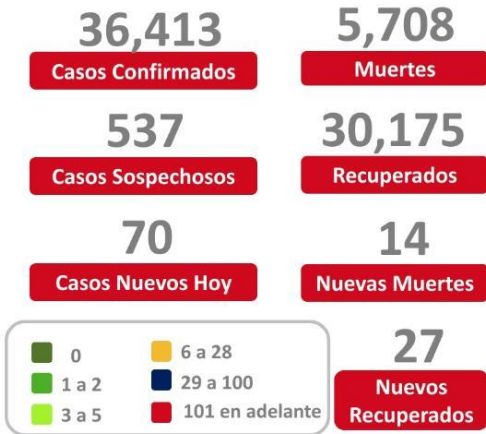 36,413
Casos Confirmados
5,708
Muertes
537
Casos Sospechosos
30,175
Recuperados
70
Casos Nuevos Hoy
14
Nuevas Muertes
0
1 a 2
3 a 5
6 a 28
29 a 100
101 en adelante
27
Nuevos
Recuperados